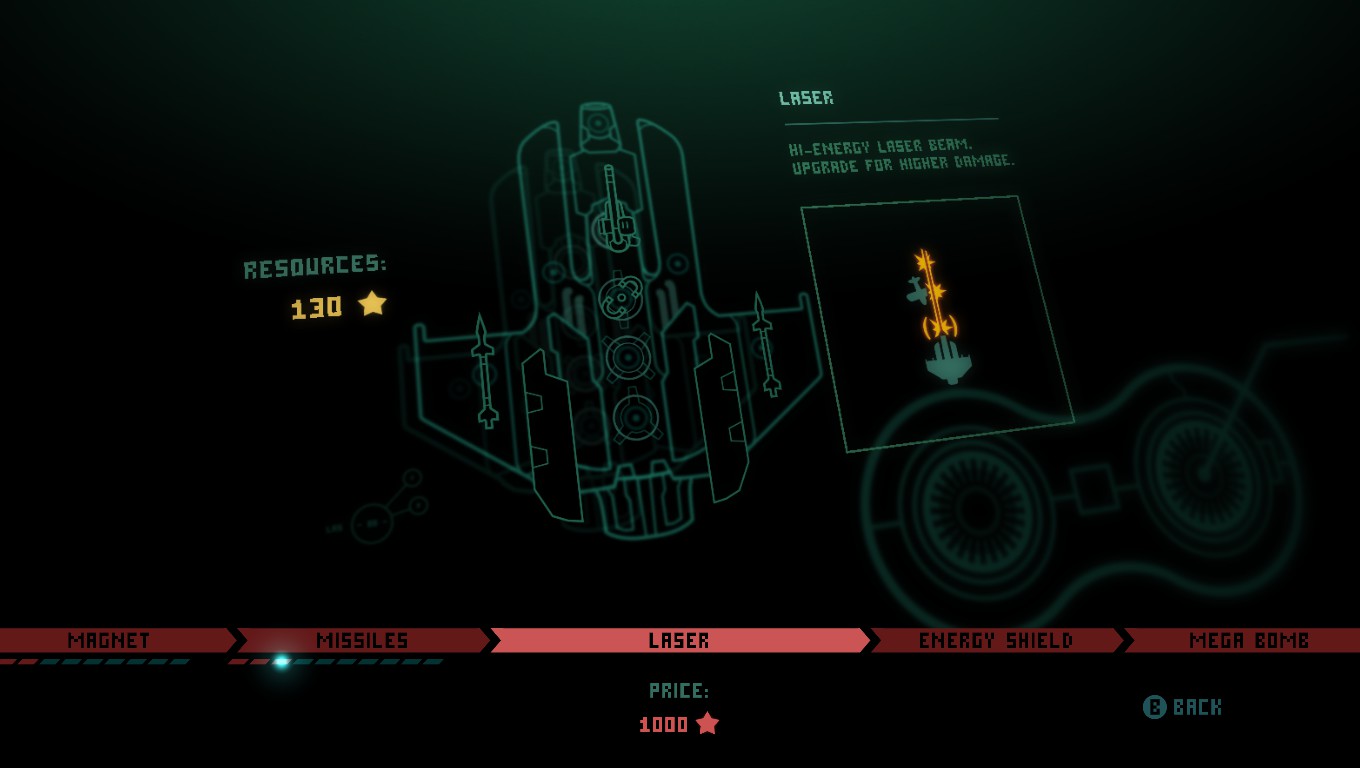 LASER
HI-ENERGY LASER BEAM.
UPGRADE FOR HIGHER DAMAGE.
RESOURCES:
130
MAGNET
MISSILES
LASER
ENERGY SHIELD
MEGA BOMB
PRICE:
1000
B BACK